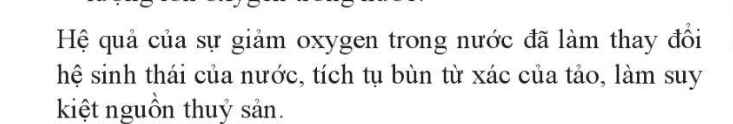 Hệ quả của sự giảm oxygen trong nước đã làm thay đổi
hệ sinh thái của nước, tích tụ bùn từ xác của tảo, làm suy
kiệt nguồn thuỷ sản.